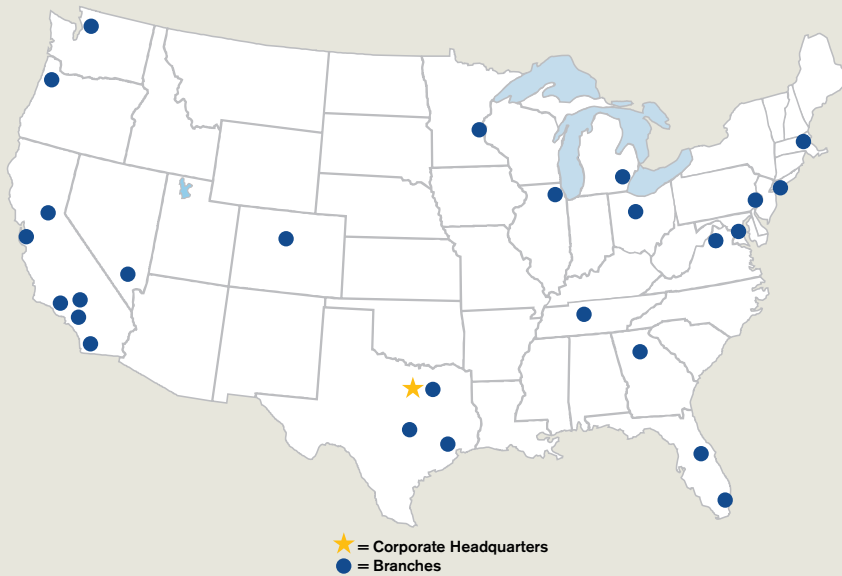 = Corporate Headquarters
= Branches